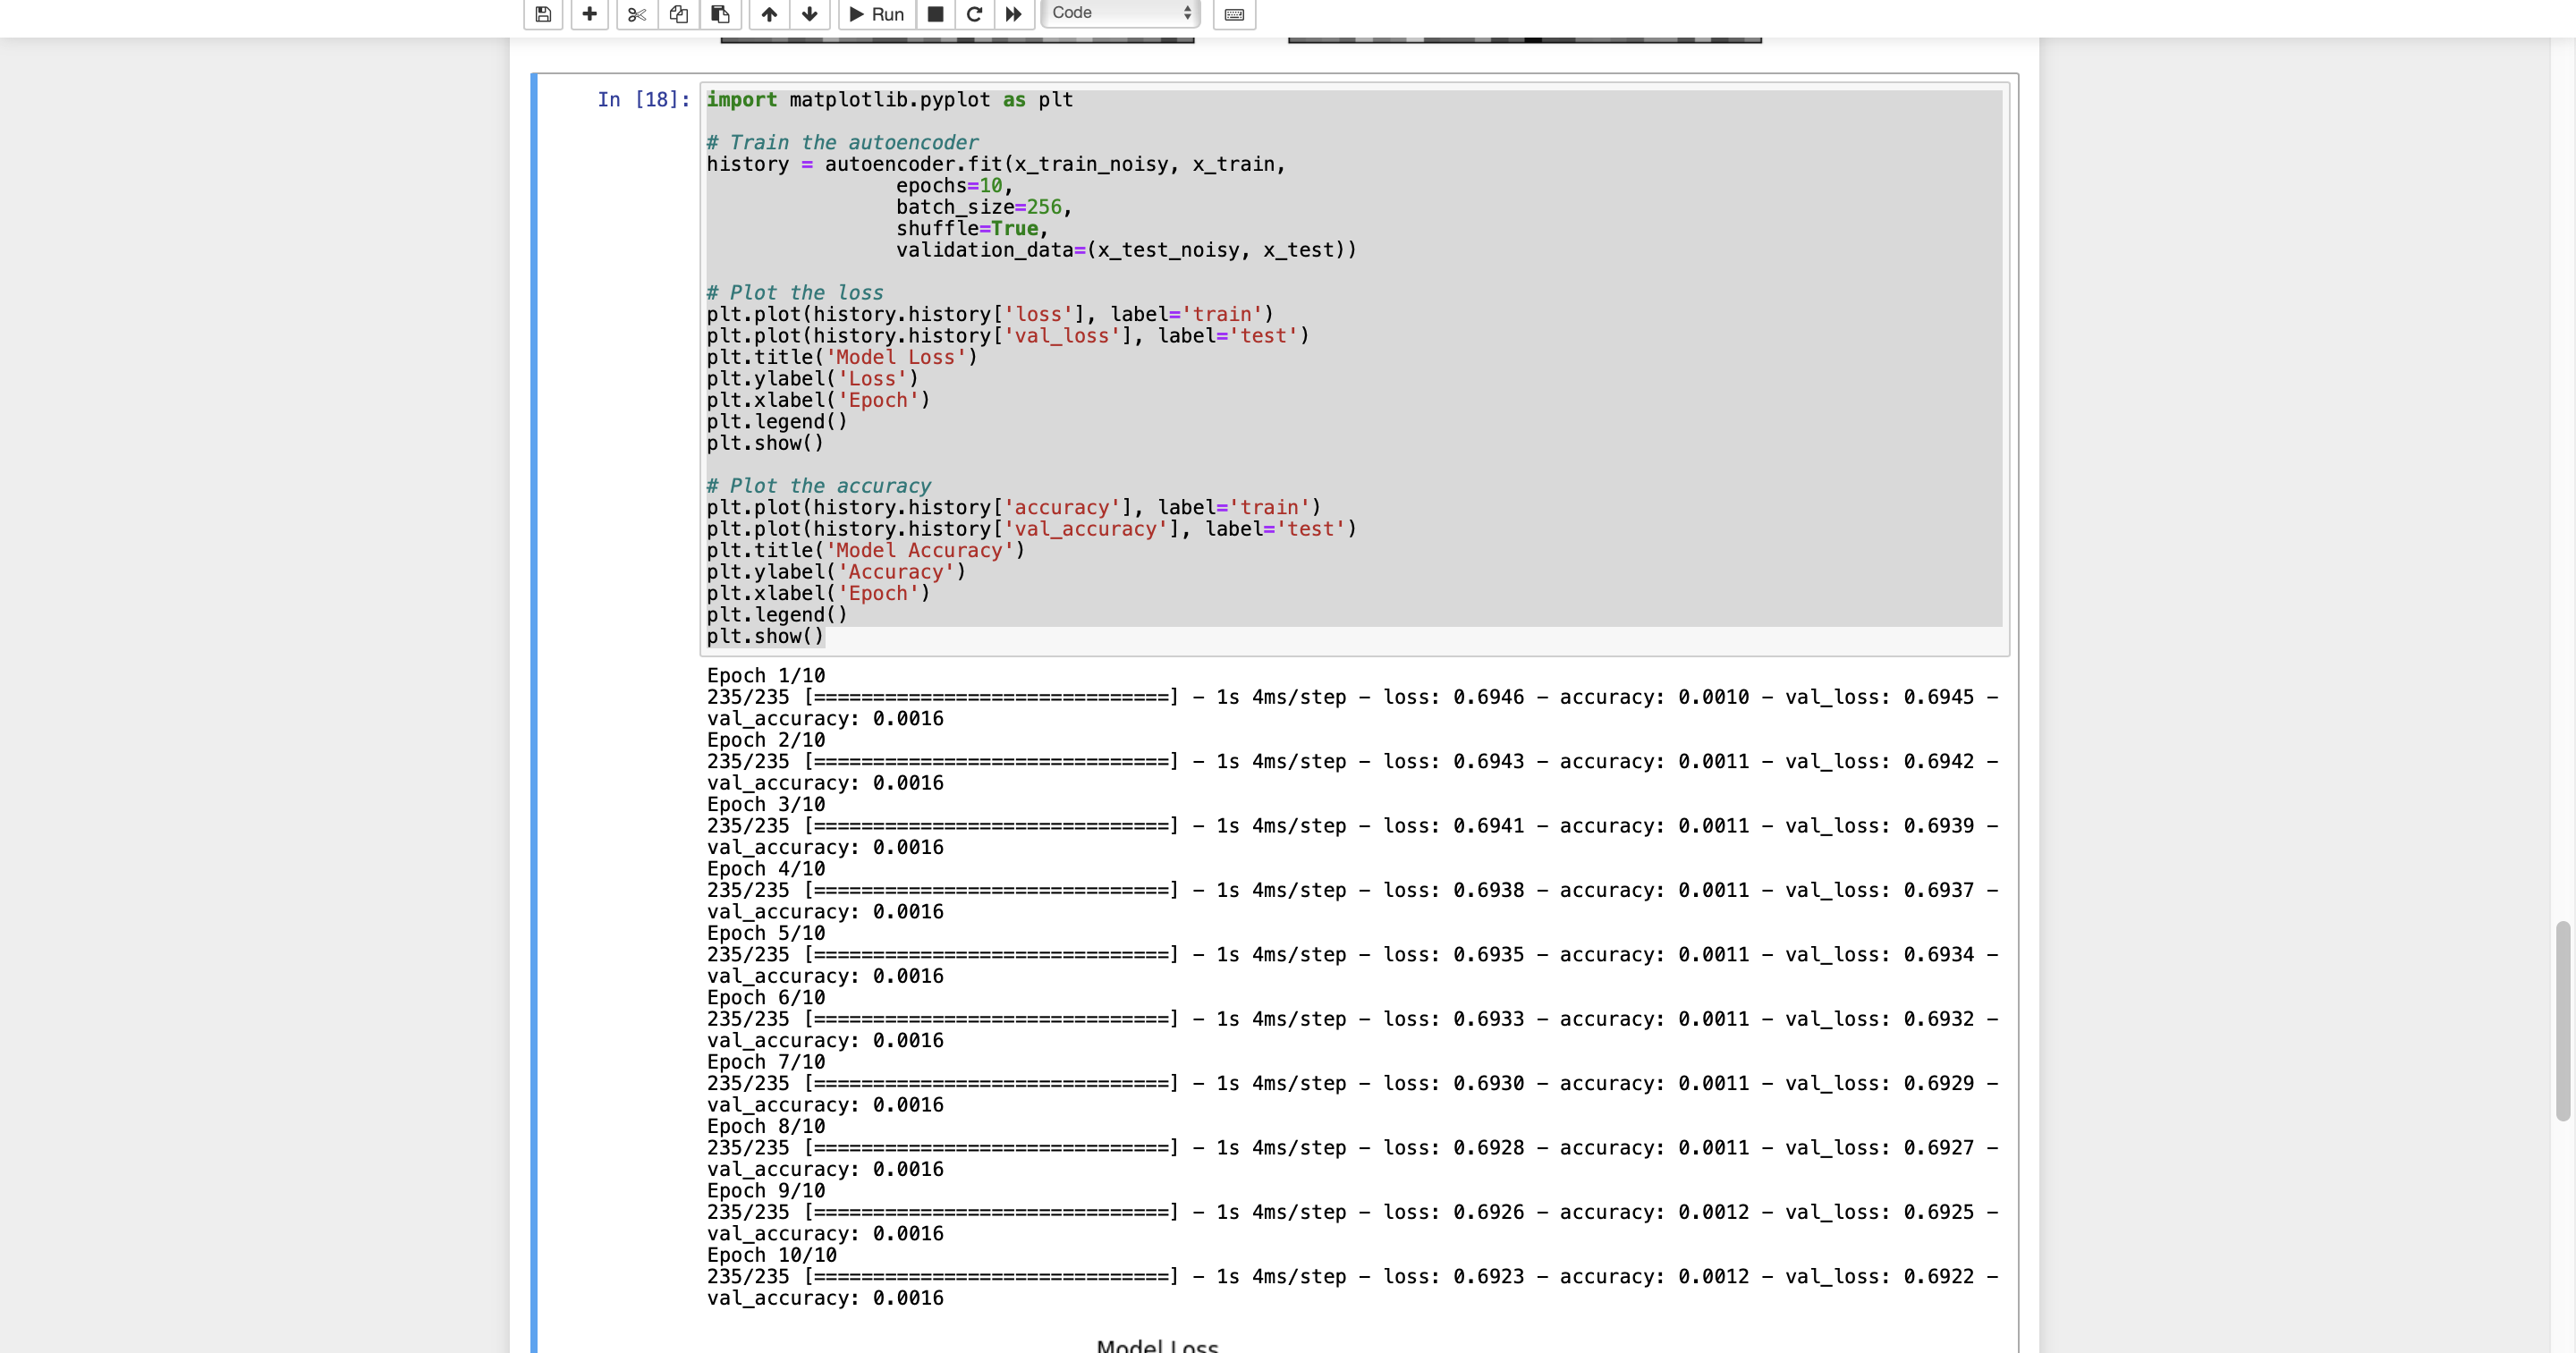 Run Code
In [18]: import matplotlib.pyplot as plt
# Train the autoencoder
history = autoencoder.fit(x_train_noisy, x_train,
epochs=10,
batch_size=256,
shuffle=True,
validation_data=(x_test_noisy, x_test))
# Plot the loss
plt.plot(history.history['loss'], label='train')
plt.plot(history.history['val_loss'], label='test')
plt.title('Model Loss')
plt.ylabel('Loss')
plt.xlabel('Epoch')
plt.legend()
plt.show()
# Plot the accuracy
plt.plot(history.history['accuracy'], label='train')
plt.plot(history.history['val_accuracy'], label='test')
plt.title('Model Accuracy')
plt.ylabel('Accuracy')
plt.xlabel('Epoch')
plt.legend()
plt.show()
Epoch 1/10
235/235 [==============================] - 1s 4ms/step - loss: 0.6946 - accuracy: 0.0010 - val_loss: 0.6945 -
val_accuracy: 0.0016
Epoch 2/10
235/235 [==============================] - 1s 4ms/step - loss: 0.6943 - accuracy: 0.0011 - val_loss: 0.6942 -
val_accuracy: 0.0016
Epoch 3/10
235/235 [==============================] - 1s 4ms/step - loss: 0.6941 - accuracy: 0.0011 - val_loss: 0.6939 -
val_accuracy: 0.0016
Epoch 4/10
235/235 [==============================] - 1s 4ms/step - loss: 0.6938 - accuracy: 0.0011 - val_loss: 0.6937 -
val_accuracy: 0.0016
Epoch 5/10
235/235 [==============================] - 1s 4ms/step - loss: 0.6935 - accuracy: 0.0011 - val_loss: 0.6934 -
val_accuracy: 0.0016
Epoch 6/10
235/235 [==============================] - 1s 4ms/step - loss: 0.6933 - accuracy: 0.0011 - val_loss: 0.6932 -
val_accuracy: 0.0016
Epoch 7/10
235/235 [==============================] - 1s 4ms/step - loss: 0.6930 - accuracy: 0.0011 - val_loss: 0.6929 -
val_accuracy: 0.0016
Epoch 8/10
235/235 [==============================] - 1s 4ms/step - loss: 0.6928 - accuracy: 0.0011 - val_loss: 0.6927 -
val_accuracy: 0.0016
Epoch 9/10
235/235 [==============================] - 1s 4ms/step - loss: 0.6926 - accuracy: 0.0012 - val_loss: 0.6925 -
val_accuracy: 0.0016
Epoch 10/10
235/235 [==============================] - 1s 4ms/step - loss: 0.6923 - accuracy: 0.0012 - val_loss: 0.6922 -
val_accuracy: 0.0016
Model Loss